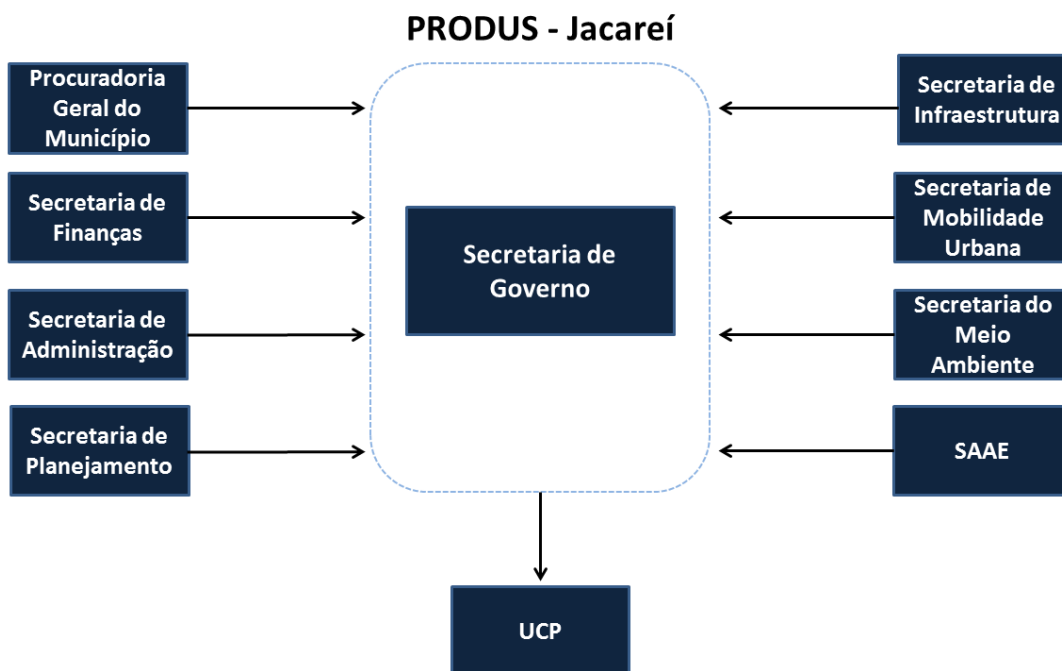 PRODUS - Jacareí
Procuradoria
Geral do
Município
Secretaria de
Finanças
Secretaria de
Administração
Secretaria de
Planejamento
Secretaria de
Governo
Secretaria de
Infraestrutura
Secretaria de
Mobilidade
Urbana
Secretaria do
Meio
Ambiente
SAAE
UCP